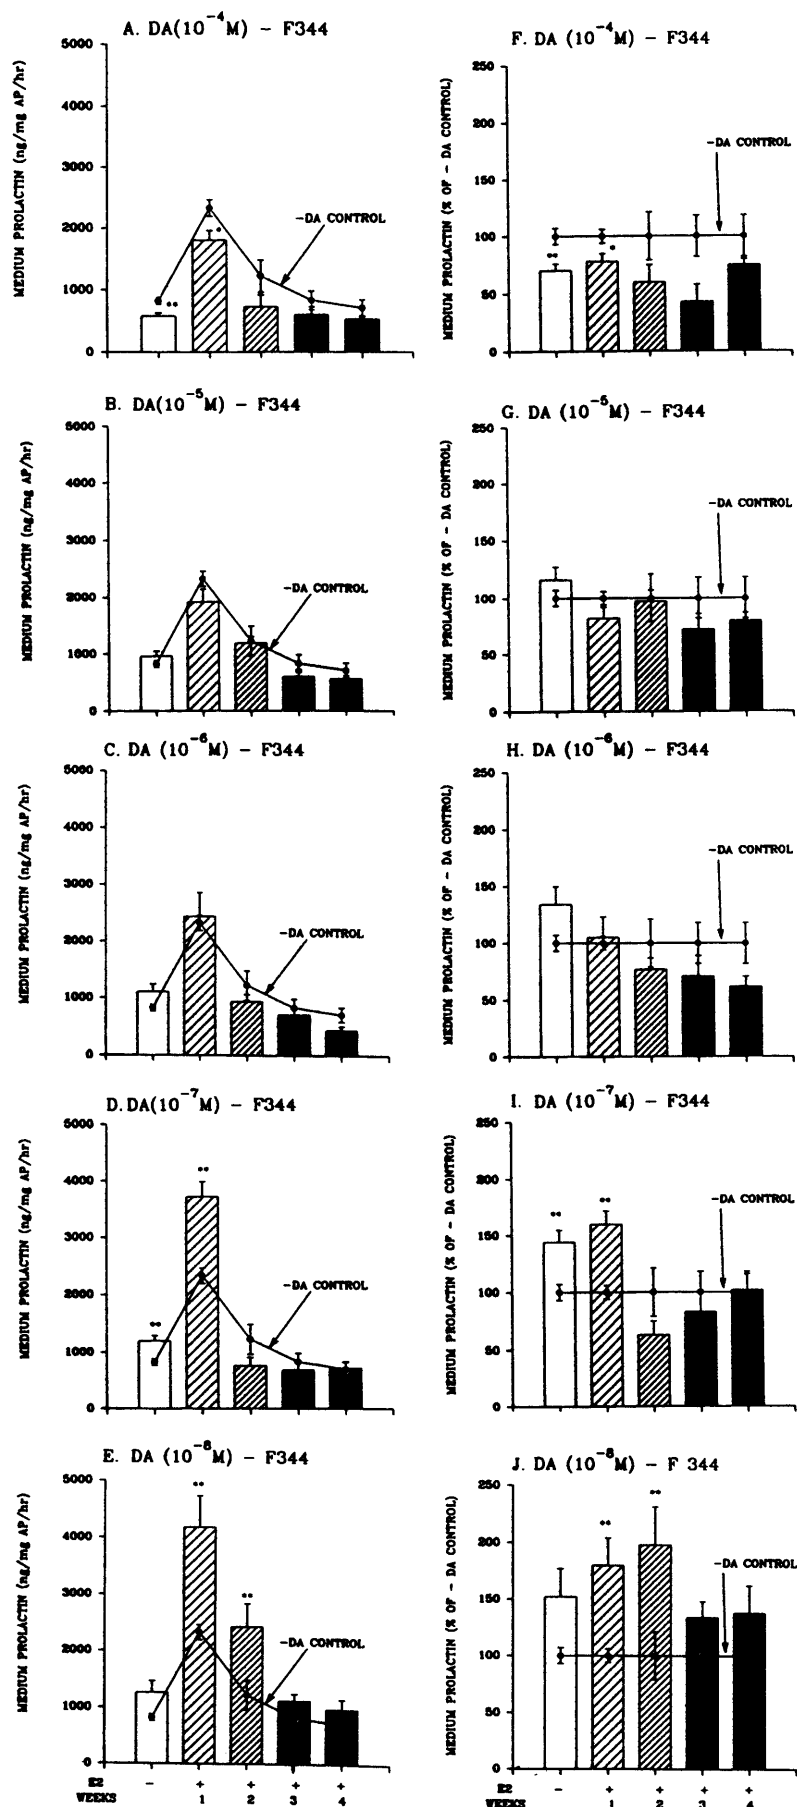 A. DA(10⁻⁴M) – F344
MEDIUM PROLACTIN (ng/mg AP/hr)
5000
4000
3000
2000
1000
0
**
*
–DA CONTROL
F. DA (10⁻⁴M) – F344
MEDIUM PROLACTIN (% OF – DA CONTROL)
250
200
150
100
50
0
**
*
–DA CONTROL
B. DA(10⁻⁵M) – F344
MEDIUM PROLACTIN (ng/mg AP/hr)
5000
4000
3000
2000
1000
0
–DA CONTROL
G. DA (10⁻⁵M) – F344
MEDIUM PROLACTIN (% OF – DA CONTROL)
250
200
150
100
50
0
–DA CONTROL
C. DA (10⁻⁶M) – F344
MEDIUM PROLACTIN (ng/mg AP/hr)
5000
4000
3000
2000
1000
0
–DA CONTROL
H. DA (10⁻⁶M) – F344
MEDIUM PROLACTIN (% OF – DA CONTROL)
250
200
150
100
50
0
–DA CONTROL
D. DA(10⁻⁷M) – F344
MEDIUM PROLACTIN (ng/mg AP/hr)
5000
4000
3000
2000
1000
0
**
**
–DA CONTROL
I. DA (10⁻⁷M) – F344
MEDIUM PROLACTIN (% OF – DA CONTROL)
250
200
150
100
50
0
**
**
–DA CONTROL
E. DA (10⁻⁸M) – F344
MEDIUM PROLACTIN (ng/mg AP/hr)
5000
4000
3000
2000
1000
0
**
**
–DA CONTROL
E2 – + + + +
WEEKS 1 2 3 4
J. DA (10⁻⁸M) – F 344
MEDIUM PROLACTIN (% OF – DA CONTROL)
250
200
150
100
50
0
**
**
–DA CONTROL
E2 – + + + +
WEEKS 1 2 3 4